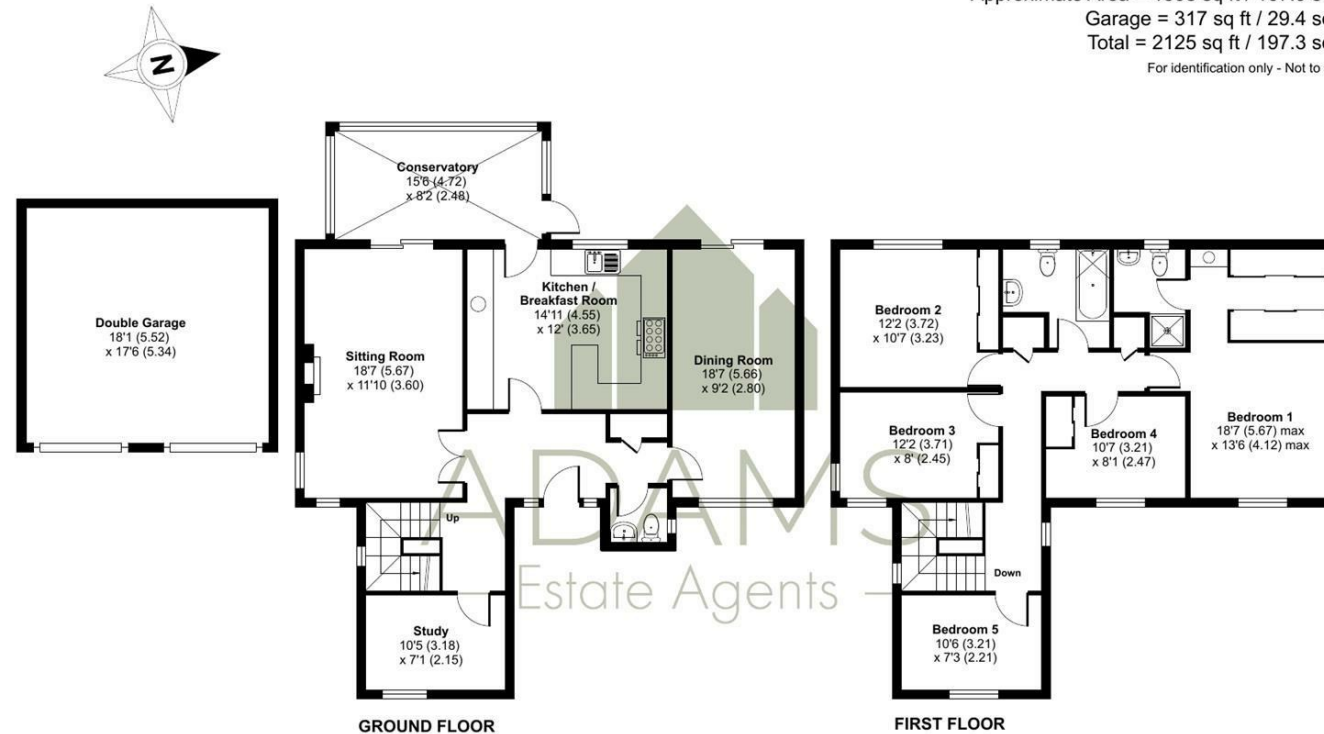 Garage = 317 sq ft / 29.4
Total = 2125 sq ft / 197.3
For identification only - Not to
N
Conservatory
15'6 (4.72)
x 8'2 (2.48)
Double Garage
18'1 (5.52)
x 17'6 (5.34)
Sitting Room
18'7 (5.67)
x 11'10 (3.60)
Kitchen /
Breakfast Room
14'11 (4.55)
x 12' (3.65)
Dining Room
18'7 (5.66)
x 9'2 (2.80)
Up
Study
10'5 (3.18)
x 7'1 (2.15)
GROUND FLOOR
Bedroom 2
12'2 (3.72)
x 10'7 (3.23)
Bedroom 3
12'2 (3.71)
x 8' (2.45)
Bedroom 4
10'7 (3.21)
x 8'1 (2.47)
Bedroom 1
18'7 (5.67) max
x 13'6 (4.12) max
Down
Bedroom 5
10'6 (3.21)
x 7'3 (2.21)
FIRST FLOOR
ADAMS
Estate Agents